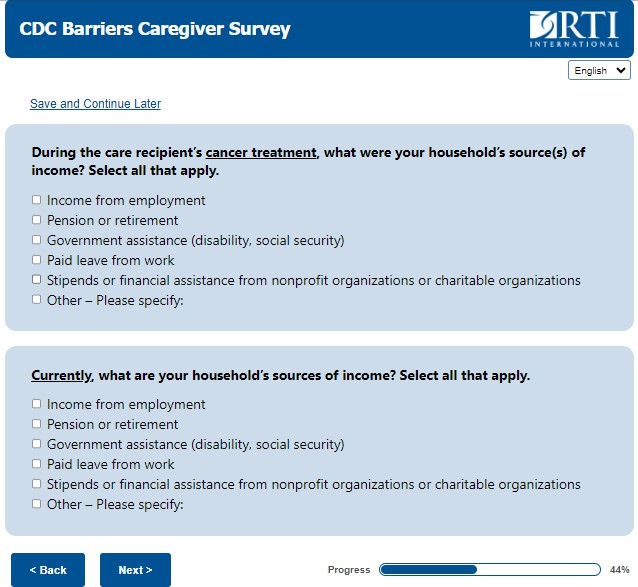 CDC Barriers Caregiver Survey
RTI
INTERNATIONAL
English
Save and Continue Later
During the care recipient's cancer treatment, what were your household's source(s) of
income? Select all that apply.
Income from employment
Pension or retirement
Government assistance (disability, social security)
Paid leave from work
Stipends or financial assistance from nonprofit organizations or charitable organizations
Other – Please specify:
Currently, what are your household's sources of income? Select all that apply.
Income from employment
Pension or retirement
Government assistance (disability, social security)
Paid leave from work
Stipends or financial assistance from nonprofit organizations or charitable organizations
Other – Please specify:
< Back
Next >
Progress
44%